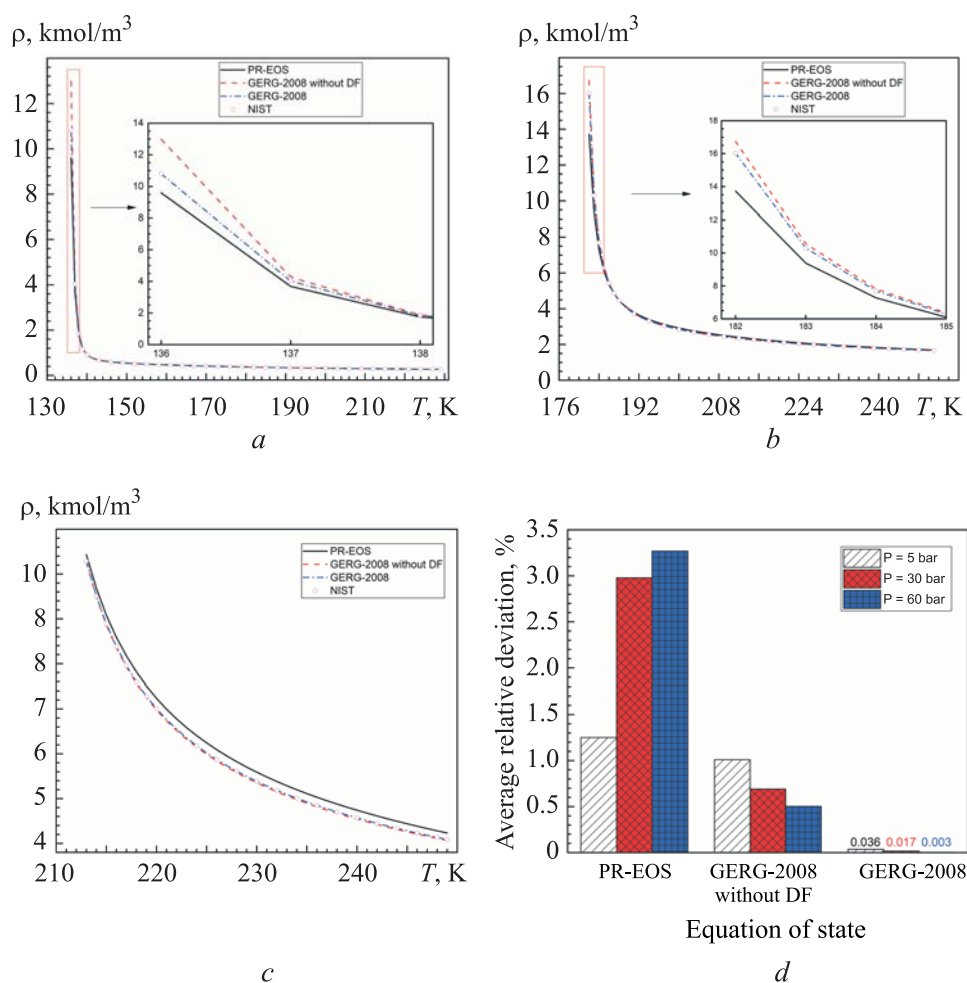 ρ, kmol/m³
PR-EOS
GERG-2008 without DF
GERG-2008
NIST
14
12
10
8
6
4
2
0
136
137
138
12
10
8
6
4
2
0
130 150 170 190 210 T, K
a
ρ, kmol/m³
PR-EOS
GERG-2008 without DF
GERG-2008
NIST
18
16
14
12
10
8
6
182
183
184
185
16
14
12
10
8
6
4
2
0
176 192 208 224 240 T, K
b
ρ, kmol/m³
PR-EOS
GERG-2008 without DF
GERG-2008
NIST
10
8
8
7
6
5
4
210 220 230 240 T, K
c
Average relative deviation, %
3.5
3.0
2.5
2.0
1.5
1.0
0.5
0
P = 5 bar
P = 30 bar
P = 60 bar
0.036 0.017 0.003
PR-EOS GERG-2008 GERG-2008
without DF
Equation of state
d